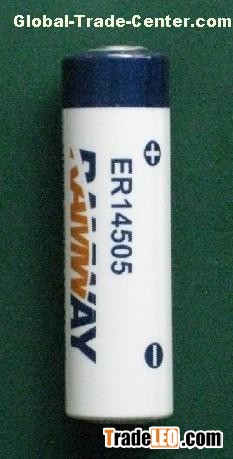 Global-Trade-Center.com
ER14505
RAMWAY
+
-
TradeLEO.com